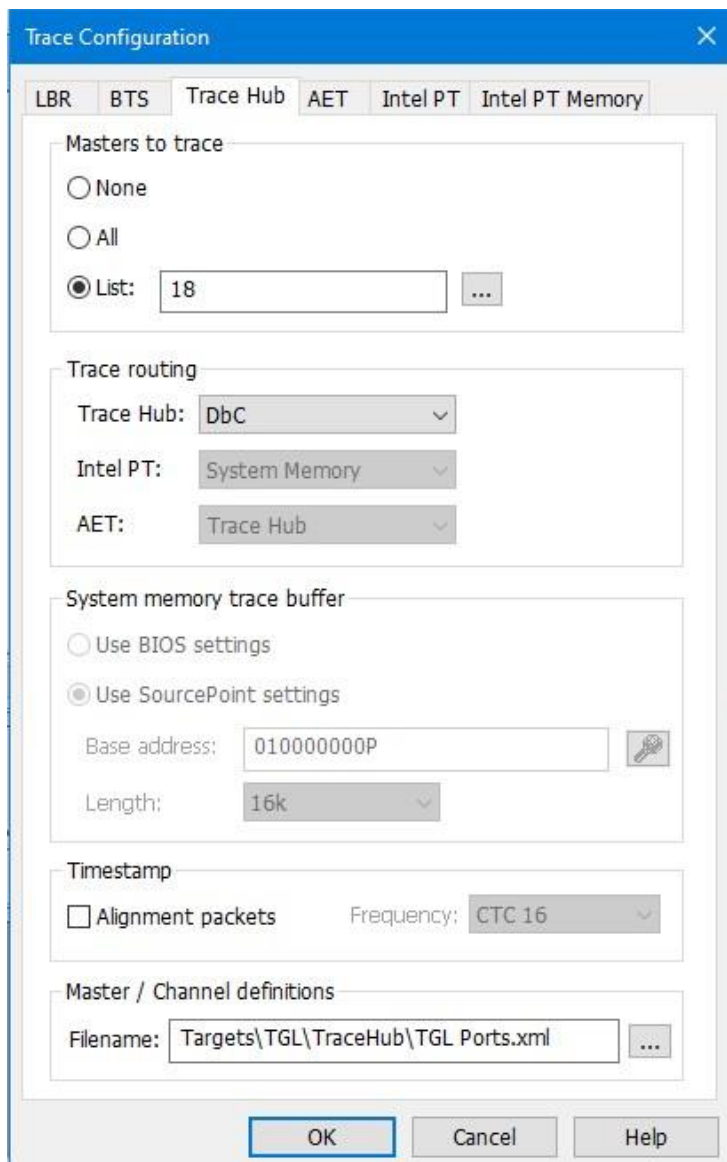 Trace Configuration
LBR BTS Trace Hub AET Intel PT Intel PT Memory
Masters to trace
None
All
List: 18 ...
Trace routing
Trace Hub: DbC
Intel PT: System Memory
AET: Trace Hub
System memory trace buffer
Use BIOS settings
Use SourcePoint settings
Base address: 010000000P
Length: 16k
Timestamp
Alignment packets Frequency: CTC 16
Master / Channel definitions
Filename: Targets\TGL\TraceHub\TGL Ports.xml ...
OK Cancel Help